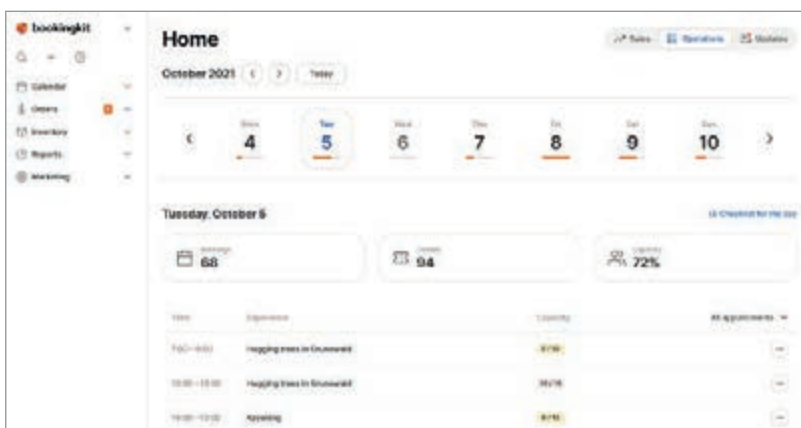 bookingkit
Home
Sales Operations
October 2021 Today
Calendar
Orders
Inventory
Reports
Marketing
Mon Tue Wed Thu Fri Sat Sun
4 5 6 7 8 9 10
Tuesday, October 5
Checklist for the day
Bookings
68
Tickets
94
Capacity
72%
Time Experience Capacity All appointments
Hugging trees in Grunewald
Hugging trees in Grunewald